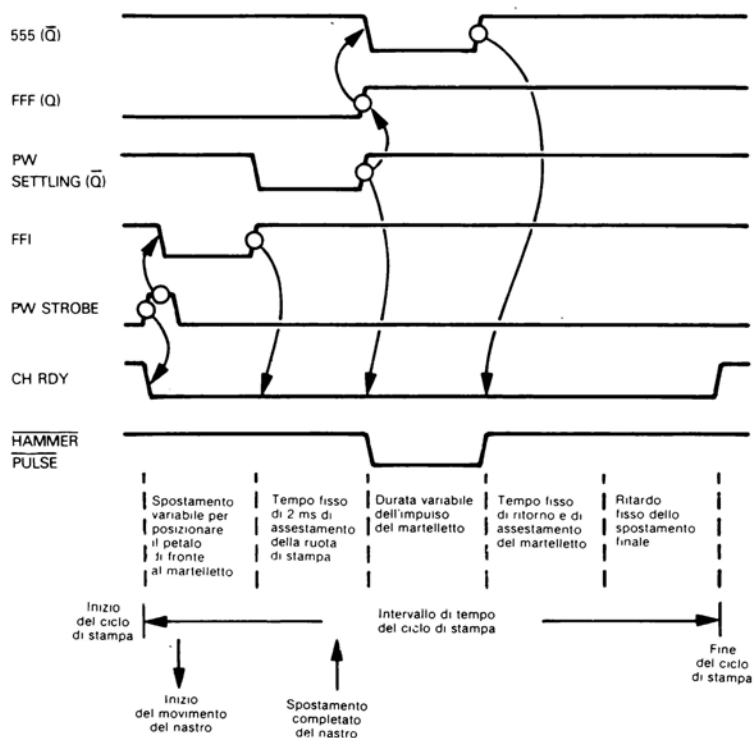 555 (Q̅)
FFF (Q)
PW
SETTLING (Q̅)
FFI
PW STROBE
CH RDY
HAMMER
PULSE
Spostamento
variabile per
posizionare
il petalo
di fronte
al martelletto
Tempo fisso
di 2 ms di
assestamento
della ruota
di stampa
Durata variabile
dell'impulso
del martelletto
Tempo fisso
di ritorno e di
assestamento
del martelletto
Ritardo
fisso dello
spostamento
finale
Inizio
del ciclo
di stampa
Intervallo di tempo
del ciclo di stampa
Fine
del ciclo
di stampa
Inizio
del movimento
del nastro
Spostamento
completato
del nastro